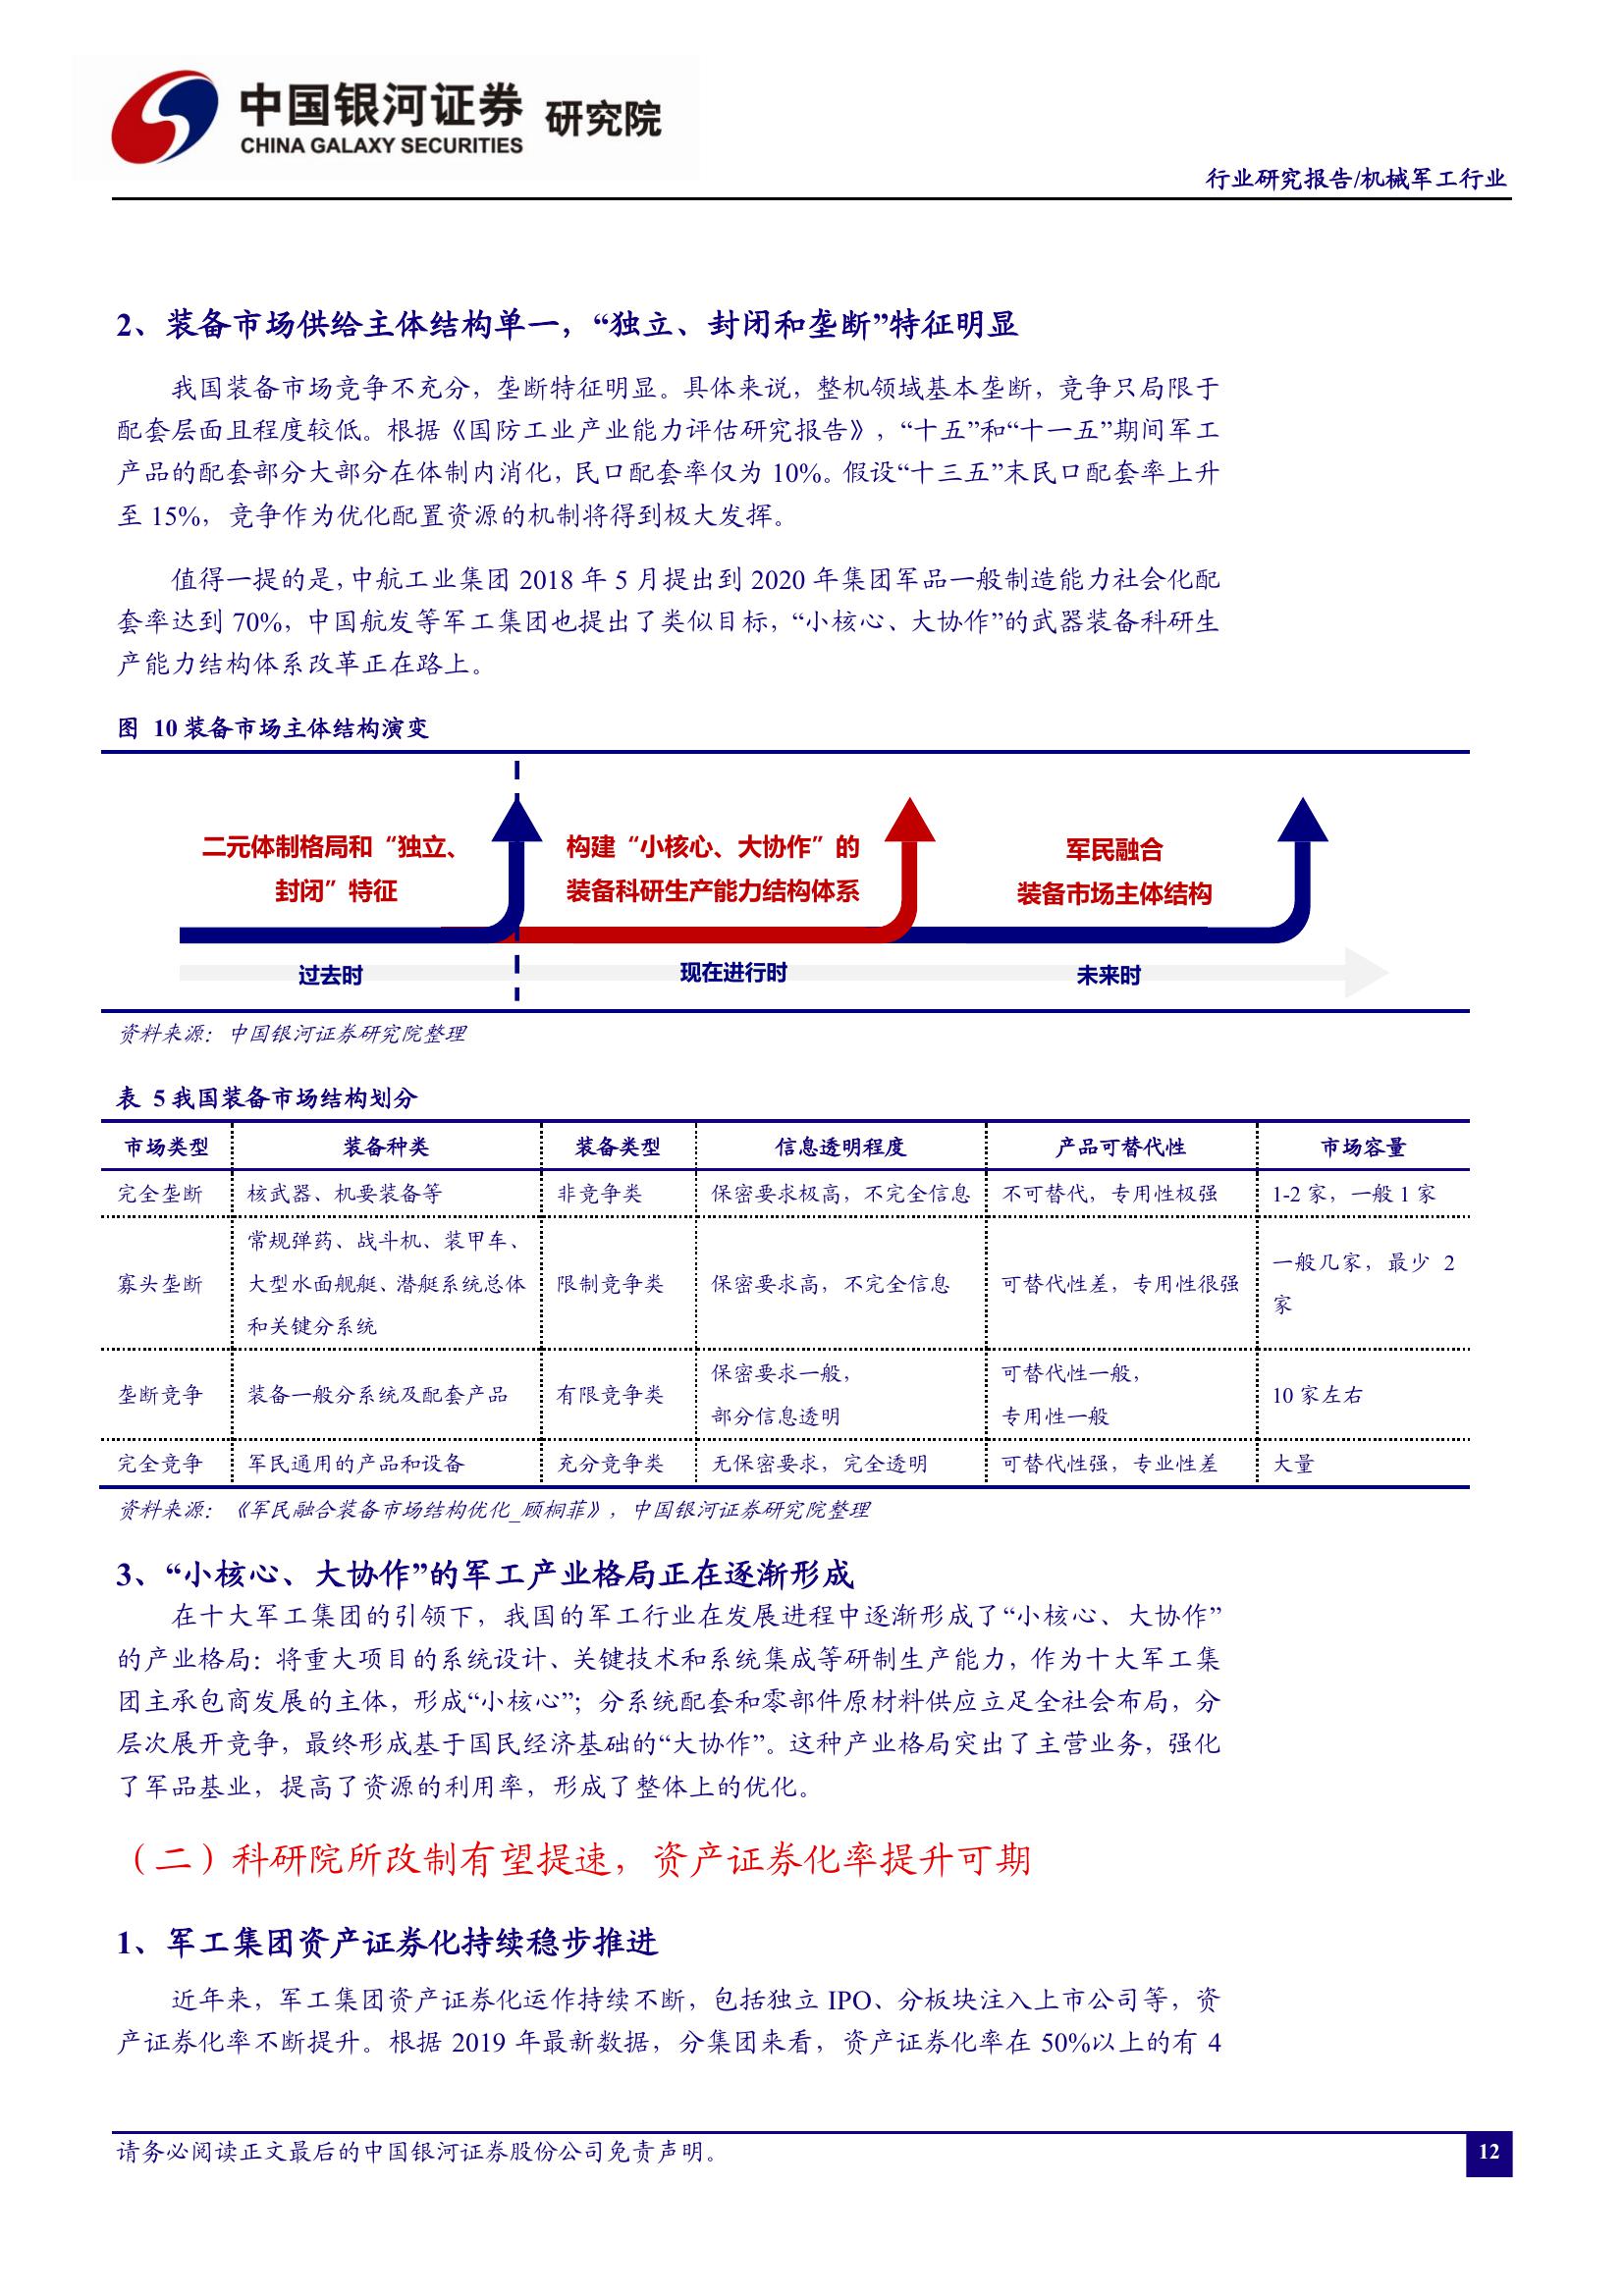 中国银河证券 研究院
CHINA GALAXY SECURITIES
行业研究报告/机械军工行业
2、装备市场供给主体结构单一，“独立、封闭和垄断”特征明显
我国装备市场竞争不充分，垄断特征明显。具体来说，整机领域基本垄断，竞争只局限于
配套层面且程度较低。根据《国防工业产业能力评估研究报告》，“十五”和“十一五”期间军工
产品的配套部分大部分在体制内消化，民口配套率仅为 10%。假设“十三五”末民口配套率上升
至 15%，竞争作为优化配置资源的机制将得到极大发挥。
值得一提的是，中航工业集团 2018 年 5 月提出到 2020 年集团军品一般制造能力社会化配
套率达到 70%，中国航发等军工集团也提出了类似目标，“小核心、大协作”的武器装备科研生
产能力结构体系改革正在路上。
图 10 装备市场主体结构演变
二元体制格局和“独立、
封闭”特征
构建“小核心、大协作”的
装备科研生产能力结构体系
军民融合
装备市场主体结构
过去时
现在进行时
未来时
资料来源：中国银河证券研究院整理
表 5 我国装备市场结构划分
市场类型 装备种类 装备类型 信息透明程度 产品可替代性 市场容量
完全垄断 核武器、机要装备等 非竞争类 保密要求极高，不完全信息 不可替代，专用性极强 1-2 家，一般 1 家
寡头垄断
常规弹药、战斗机、装甲车、
大型水面舰艇、潜艇系统总体
和关键分系统
限制竞争类
保密要求高，不完全信息
可替代性差，专用性很强
一般几家，最少 2
家
垄断竞争
装备一般分系统及配套产品
有限竞争类
保密要求一般，
部分信息透明
可替代性一般，
专用性一般
10 家左右
完全竞争 军民通用的产品和设备 充分竞争类 无保密要求，完全透明 可替代性强，专业性差 大量
资料来源：《军民融合装备市场结构优化_顾桐菲》，中国银河证券研究院整理
3、“小核心、大协作”的军工产业格局正在逐渐形成
在十大军工集团的引领下，我国的军工行业在发展进程中逐渐形成了“小核心、大协作”
的产业格局：将重大项目的系统设计、关键技术和系统集成等研制生产能力，作为十大军工集
团主承包商发展的主体，形成“小核心”；分系统配套和零部件原材料供应立足全社会布局，分
层次展开竞争，最终形成基于国民经济基础的“大协作”。这种产业格局突出了主营业务，强化
了军品基业，提高了资源的利用率，形成了整体上的优化。
（二）科研院所改制有望提速，资产证券化率提升可期
1、军工集团资产证券化持续稳步推进
近年来，军工集团资产证券化运作持续不断，包括独立 IPO、分板块注入上市公司等，资
产证券化率不断提升。根据 2019 年最新数据，分集团来看，资产证券化率在 50%以上的有 4
请务必阅读正文最后的中国银河证券股份公司免责声明。
12